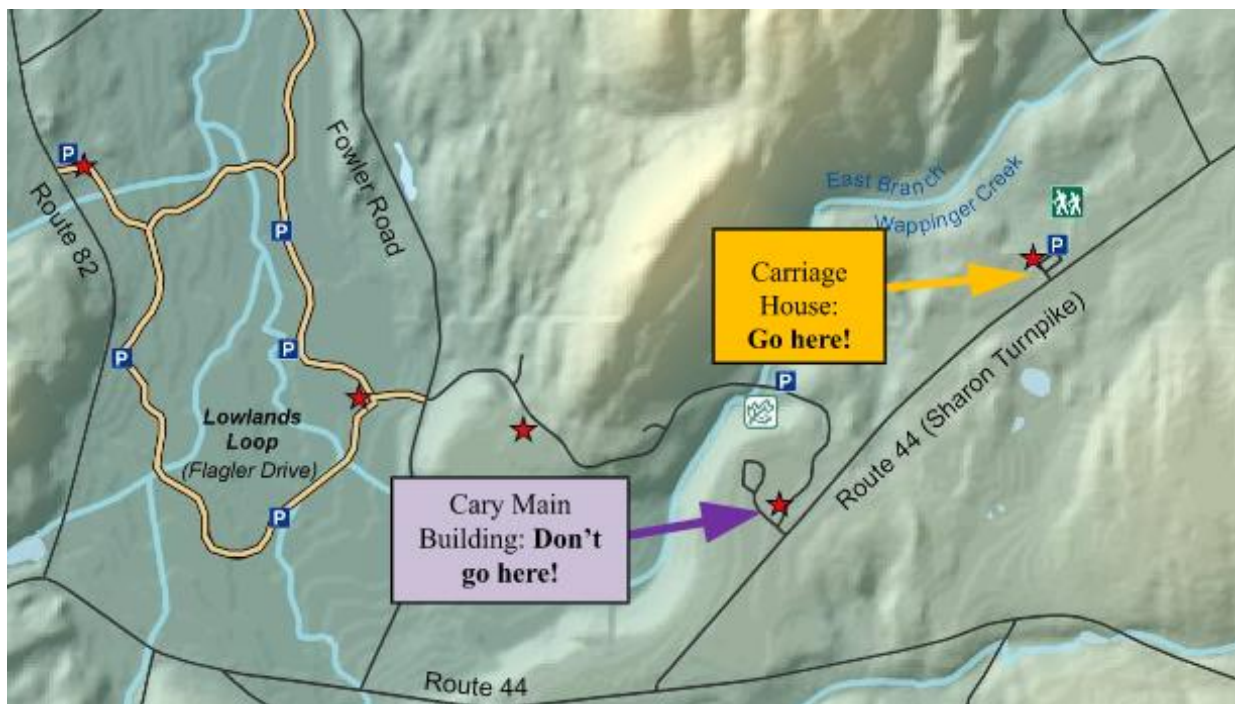 P
Route 82
Fowler Road
P
P
P
Lowlands
Loop
(Flagler Drive)
P
East Branch
Wappinger Creek
P
Carriage
House:
Go here!
P
Route 44 (Sharon Turnpike)
Cary Main
Building: Don’t
go here!
Route 44